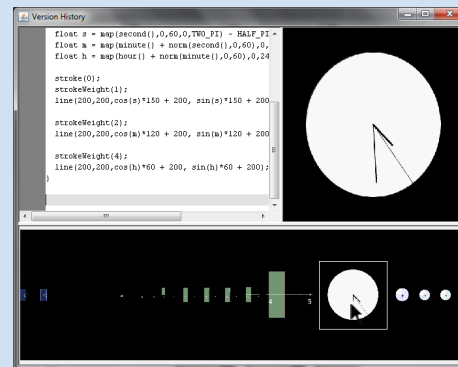 Version History
float s = map(second(),0,60,0,TWO_PI) - HALF_PI
float m = map(minute() + norm(second(),0,60),0,
float h = map(hour() + norm(minute(),0,60),0,24
stroke(0);
strokeWeight(1);
line(200,200,cos(s)*150 + 200, sin(s)*150 + 200
strokeWeight(2);
line(200,200,cos(m)*120 + 200, sin(m)*120 + 200
strokeWeight(4);
line(200,200,cos(h)*60 + 200, sin(h)*60 + 200);
}
4
5